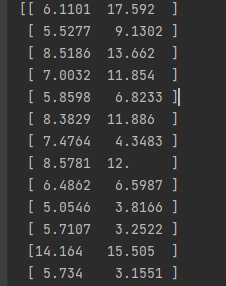 [[ 6.1101  17.592  ]
 [ 5.5277   9.1302 ]
 [ 8.5186  13.662  ]
 [ 7.0032  11.854  ]
 [ 5.8598   6.8233 ]
 [ 8.3829  11.886  ]
 [ 7.4764   4.3483 ]
 [ 8.5781  12.     ]
 [ 6.4862   6.5987 ]
 [ 5.0546   3.8166 ]
 [ 5.7107   3.2522 ]
 [14.164   15.505  ]
 [ 5.734    3.1551 ]